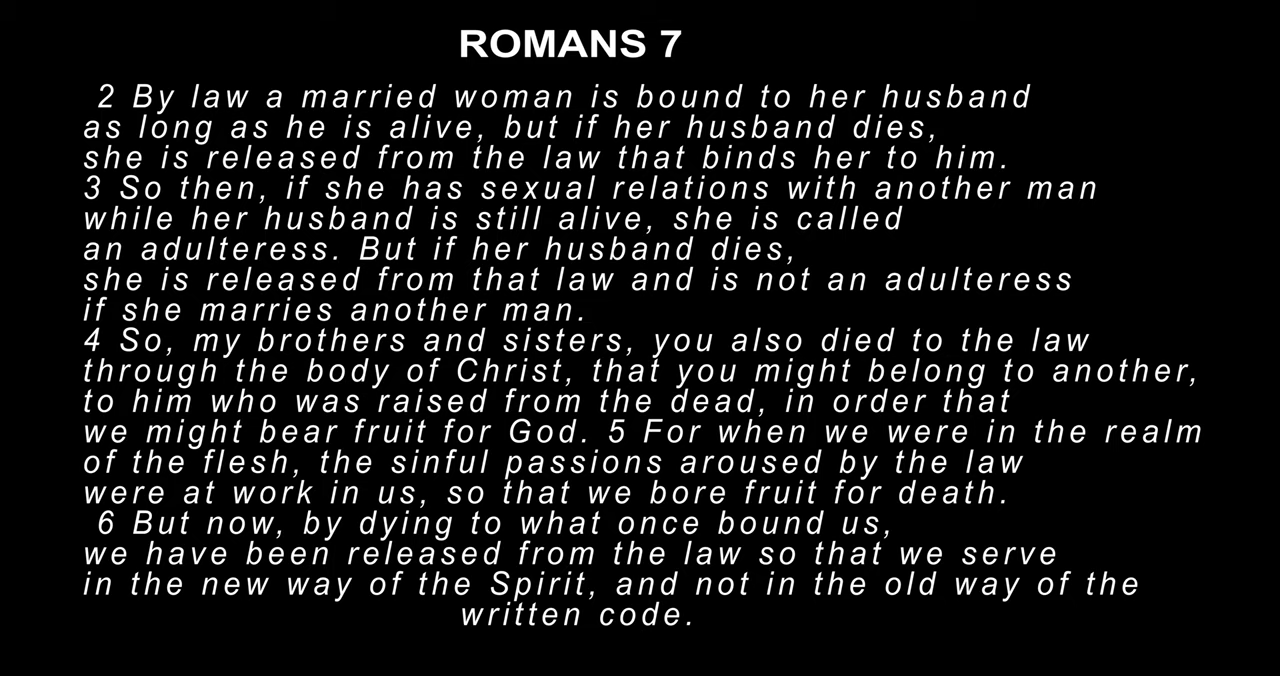 ROMANS 7
2 By law a married woman is bound to her husband
as long as he is alive, but if her husband dies,
she is released from the law that binds her to him.
3 So then, if she has sexual relations with another man
while her husband is still alive, she is called
an adulteress. But if her husband dies,
she is released from that law and is not an adulteress
if she marries another man.
4 So, my brothers and sisters, you also died to the law
through the body of Christ, that you might belong to another,
to him who was raised from the dead, in order that
we might bear fruit for God. 5 For when we were in the realm
of the flesh, the sinful passions aroused by the law
were at work in us, so that we bore fruit for death.
6 But now, by dying to what once bound us,
we have been released from the law so that we serve
in the new way of the Spirit, and not in the old way of the
written code.